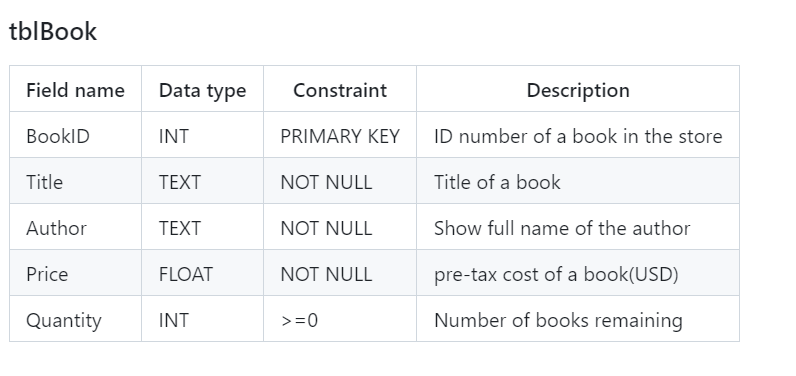 tblBook
Field name Data type Constraint Description
BookID INT PRIMARY KEY ID number of a book in the store
Title TEXT NOT NULL Title of a book
Author TEXT NOT NULL Show full name of the author
Price FLOAT NOT NULL pre-tax cost of a book(USD)
Quantity INT >=0 Number of books remaining